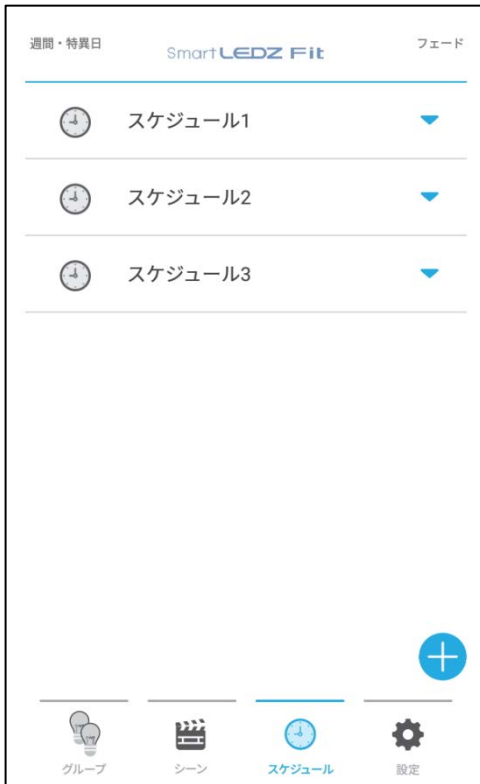 週間・特異日
Smart LEDZ Fit
フェード
スケジュール1
スケジュール2
スケジュール3
グループ
シーン
スケジュール
設定